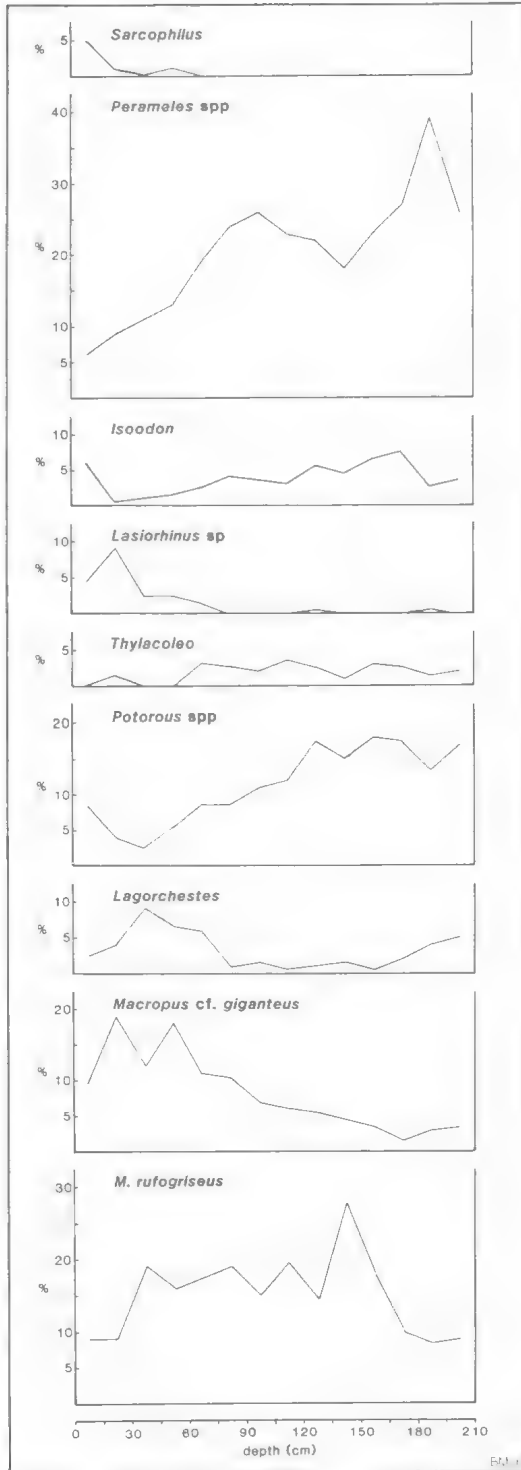 Sarcophilus
5
%
Perameles spp
40
30
%
20
10
5
Isoodon
10
%
5
Lasiorhinus sp
10
%
5
Thylacoleo
5
%
Potorous spp
20
%
10
5
Lagorchestes
10
%
5
Macropus cf. giganteus
20
%
10
5
M. rufogriseus
30
20
%
10
5
0 30 60 90 120 150 180 210
depth (cm)